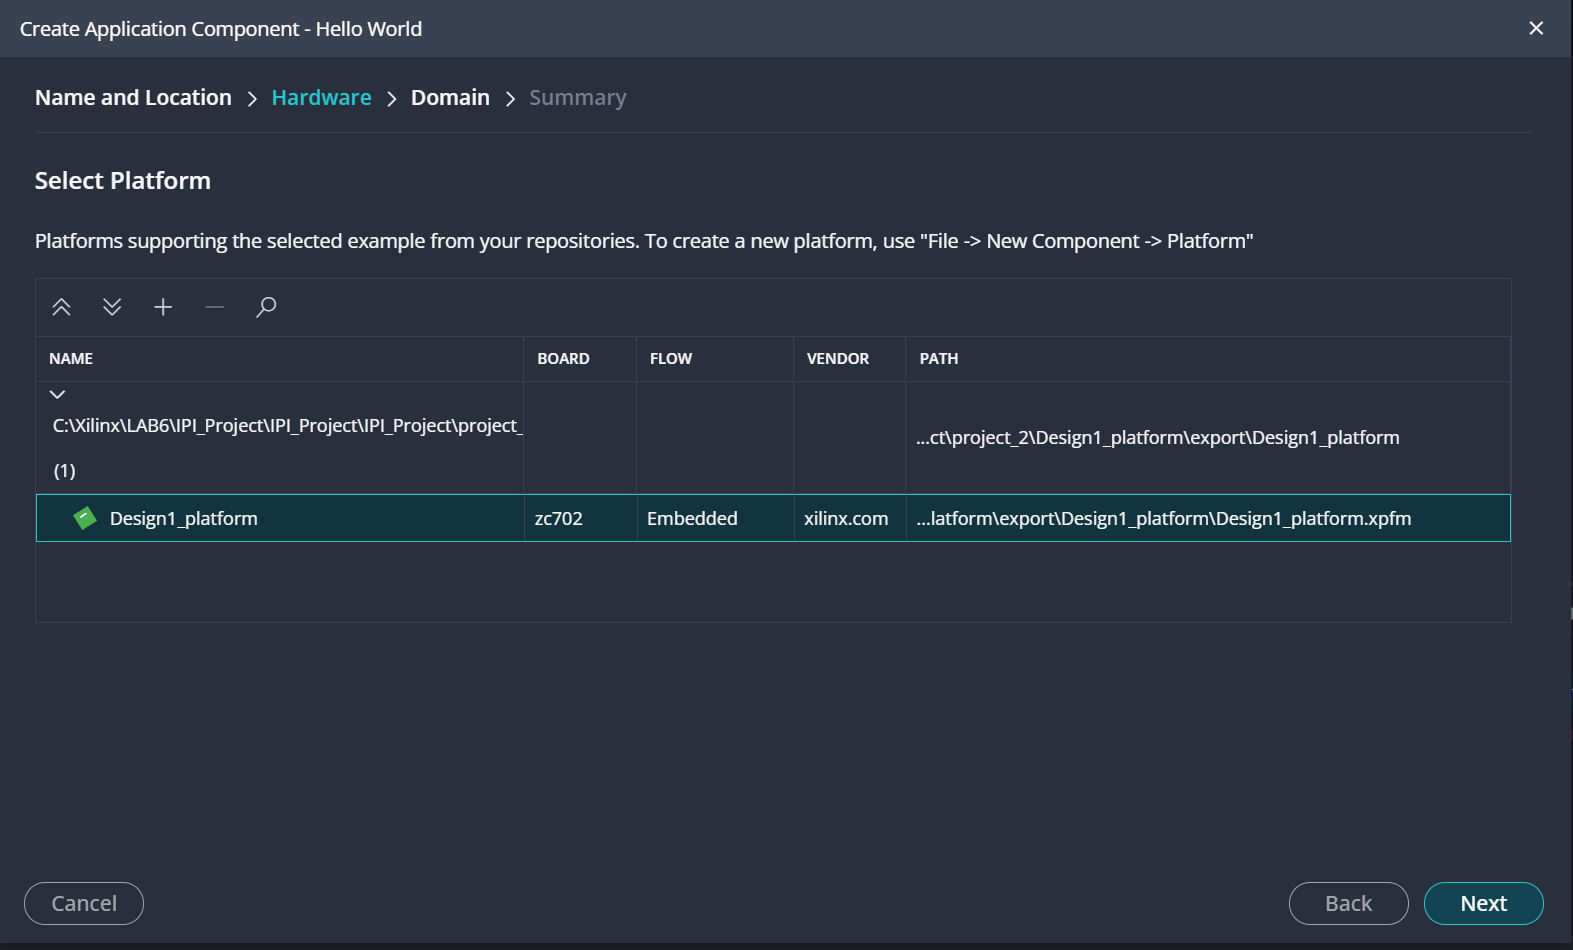 Create Application Component - Hello World
Name and Location > Hardware > Domain > Summary
Select Platform
Platforms supporting the selected example from your repositories. To create a new platform, use "File -> New Component -> Platform"
NAME BOARD FLOW VENDOR PATH
C:\Xilinx\LAB6\IPI_Project\IPI_Project\IPI_Project\project_
...ct\project_2\Design1_platform\export\Design1_platform
(1)
Design1_platform zc702 Embedded xilinx.com ...latform\export\Design1_platform\Design1_platform.xpfm
Cancel Back Next